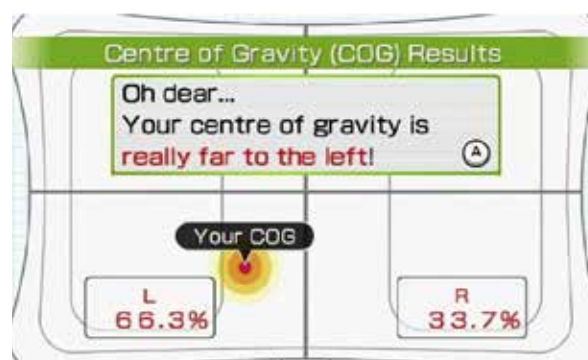 Centre of Gravity (COG) Results
Oh dear...
Your centre of gravity is
really far to the left!
A
Your COG
L
66.3%
R
33.7%